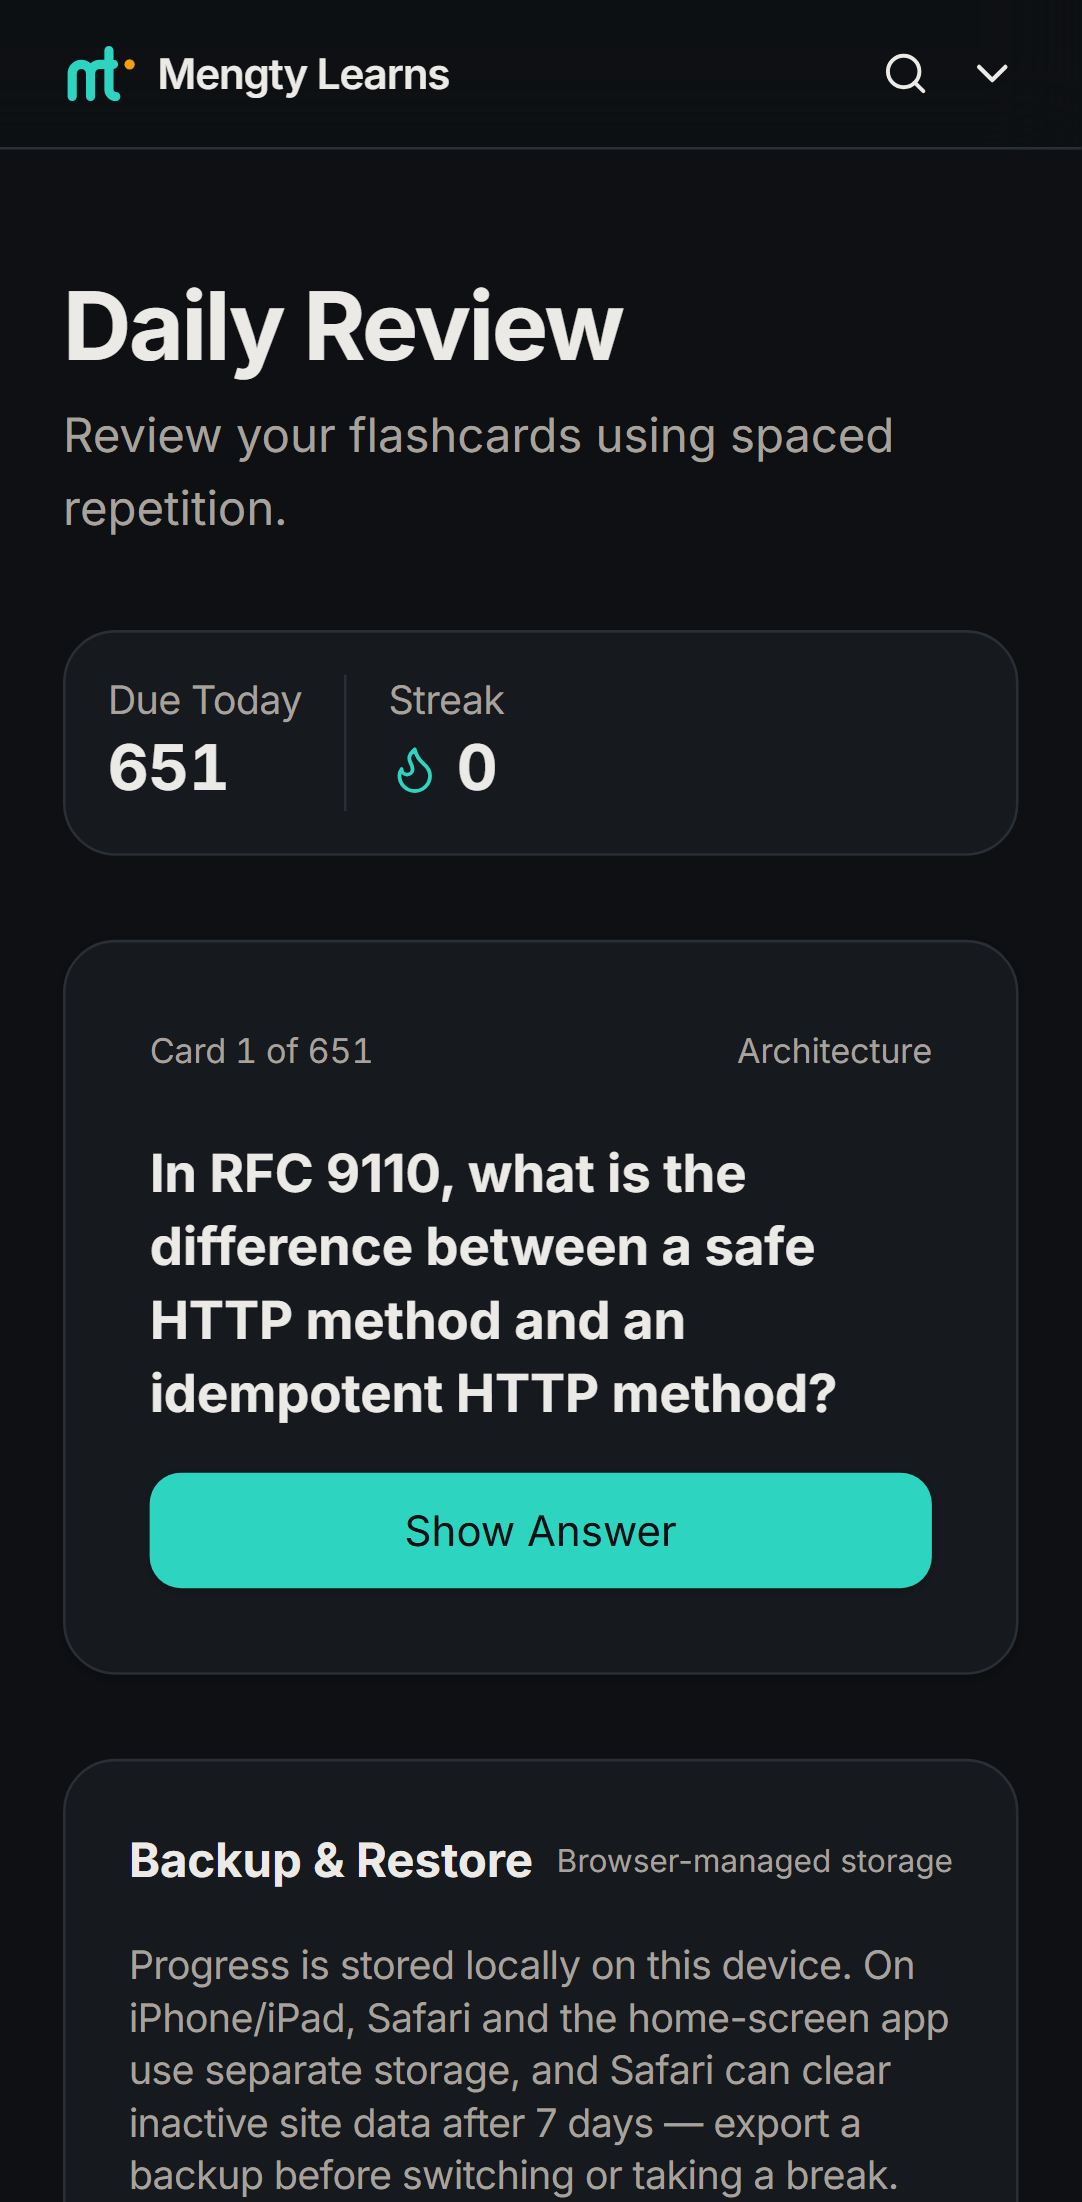 mt
Mengty Learns
Daily Review
Review your flashcards using spaced
repetition.
Due Today
651
Streak
0
Card 1 of 651
Architecture
In RFC 9110, what is the
difference between a safe
HTTP method and an
idempotent HTTP method?
Show Answer
Backup & Restore
Browser-managed storage
Progress is stored locally on this device. On
iPhone/iPad, Safari and the home-screen app
use separate storage, and Safari can clear
inactive site data after 7 days — export a
backup before switching or taking a break.